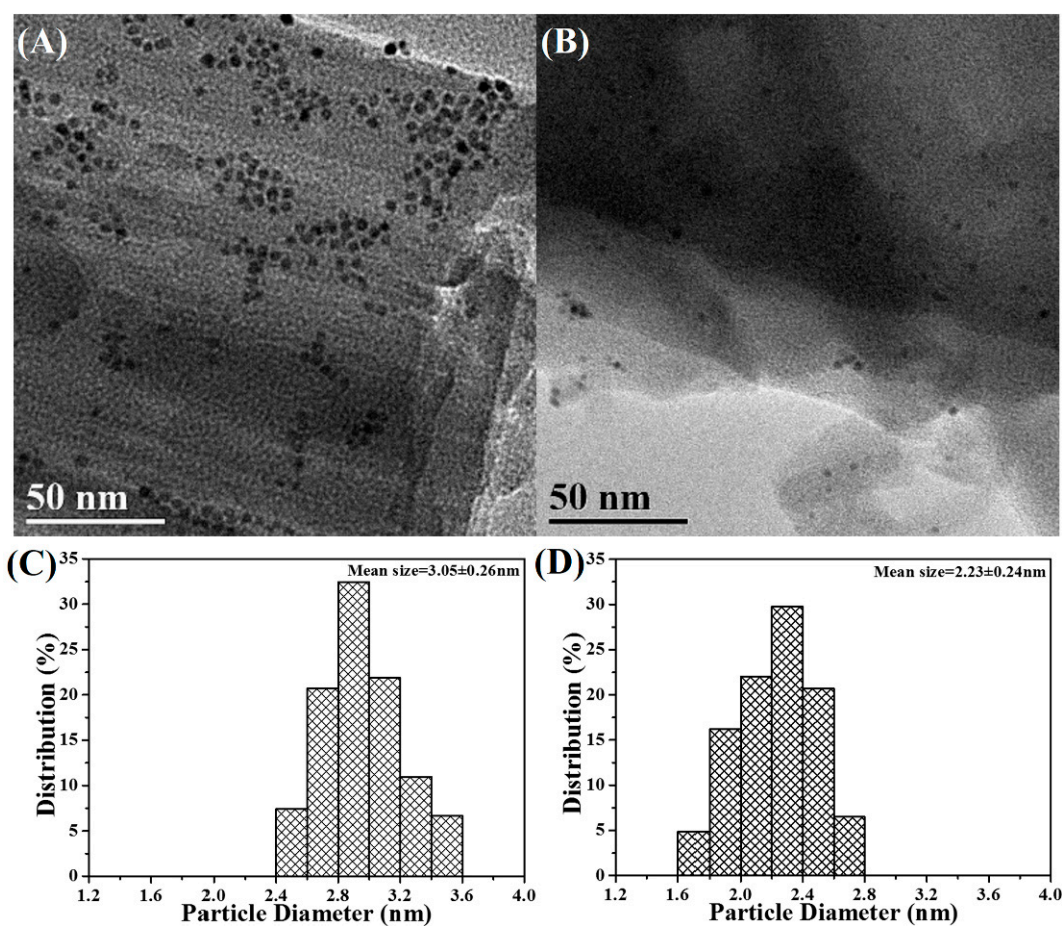 (A)
(B)
50 nm
50 nm
(C)
Mean size=3.05±0.26nm
Distribution (%)
35
30
25
20
15
10
5
0
1.2 1.6 2.0 2.4 2.8 3.2 3.6 4.0
Particle Diameter (nm)
(D)
Mean size=2.23±0.24nm
Distribution (%)
35
30
25
20
15
10
5
0
1.2 1.6 2.0 2.4 2.8 3.2 3.6 4.0
Particle Diameter (nm)